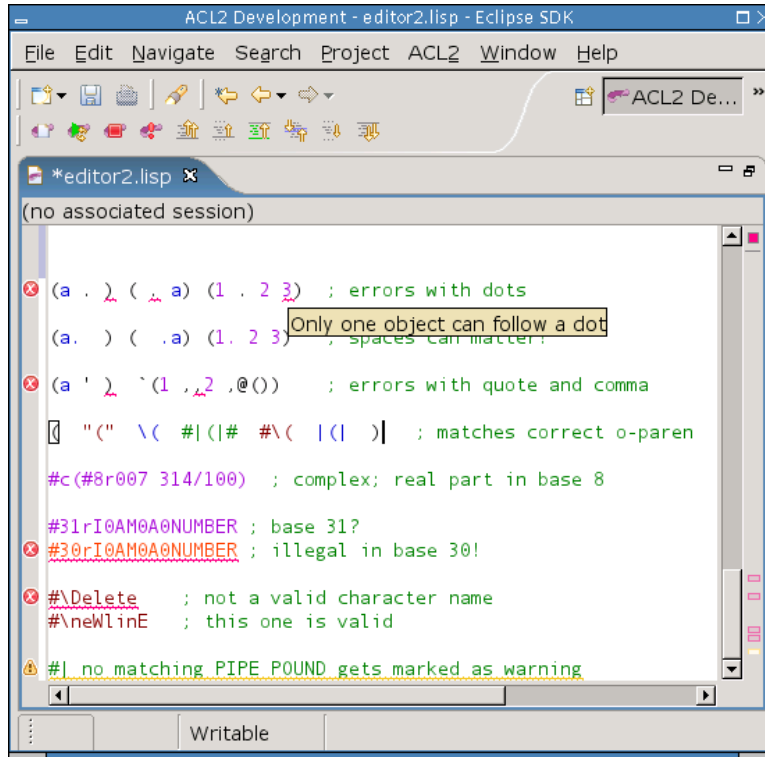 ACL2 Development - editor2.lisp - Eclipse SDK
File Edit Navigate Search Project ACL2 Window Help
ACL2 De... »
*editor2.lisp
(no associated session)
(a . ) ( . a) (1 . 2 3) ; errors with dots
Only one object can follow a dot
(a. ) ( .a) (1. 2 3) ; spaces can matter!
(a ' ) `(1 ,,2 ,@()) ; errors with quote and comma
( "(" \( #|(|# #\( |(| ) ; matches correct o-paren
#c(#8r007 314/100) ; complex; real part in base 8
#31rI0AM0A0NUMBER ; base 31?
#30rI0AM0A0NUMBER ; illegal in base 30!
#\Delete ; not a valid character name
#\neWlinE ; this one is valid
#| no matching PIPE POUND gets marked as warning
Writable